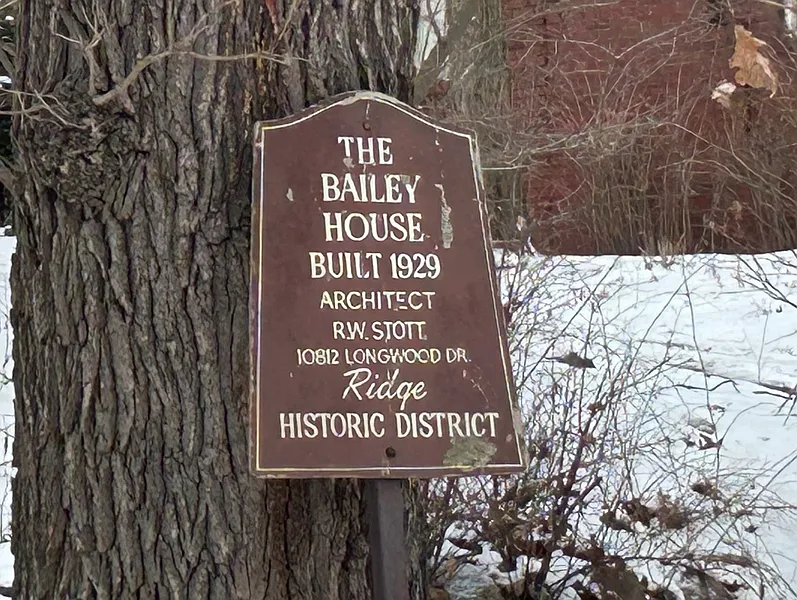 THE
BAILEY
HOUSE
BUILT 1929
ARCHITECT
R.W. STOTT
10812 LONGWOOD DR.
Ridge
HISTORIC DISTRICT